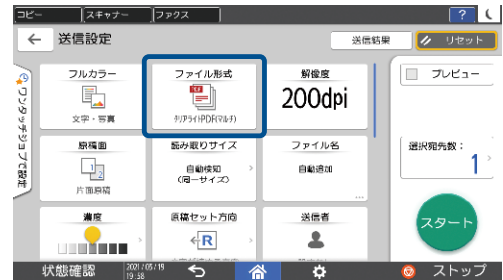 コピー
スキャナー
ファクス
?
送信設定
送信結果
リセット
ワンタッチジョブで設定
フルカラー
文字・写真
ファイル形式
クリアライトPDF(マルチ)
解像度
200dpi
プレビュー
原稿面
片面原稿
読み取りサイズ
自動検知
(同一サイズ)
ファイル名
自動追加
...
選択宛先数：
1
濃度
原稿セット方向
R
送信者
スタート
状態確認
2021/05/19
19:58
ストップ